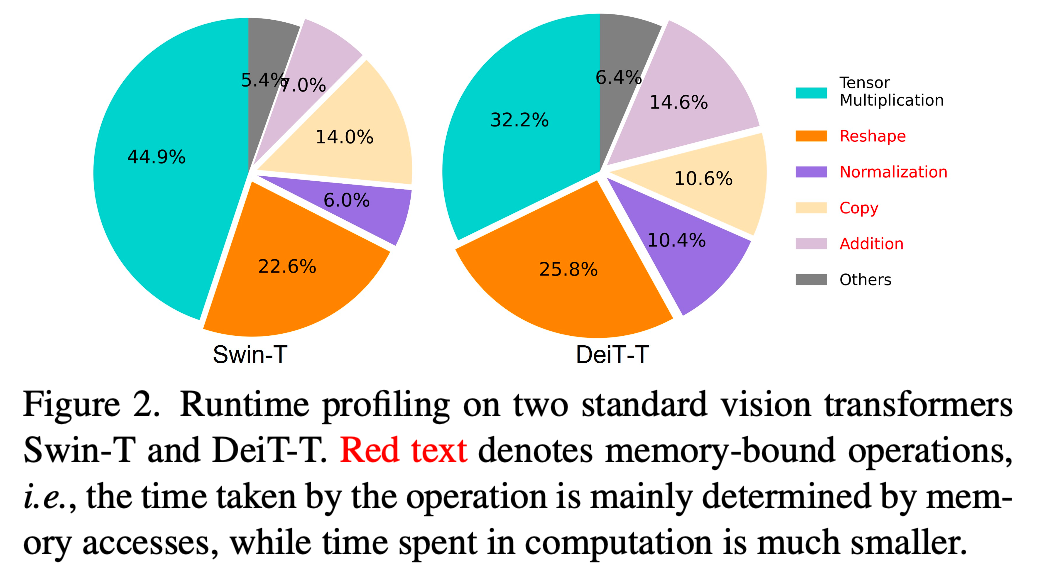 5.4%
7.0%
14.0%
44.9%
6.0%
22.6%
Swin-T
6.4%
14.6%
32.2%
10.6%
10.4%
25.8%
DeiT-T
Tensor
Multiplication
Reshape
Normalization
Copy
Addition
Others
Figure 2. Runtime profiling on two standard vision transformers
Swin-T and DeiT-T. Red text denotes memory-bound operations,
i.e., the time taken by the operation is mainly determined by mem-
ory accesses, while time spent in computation is much smaller.